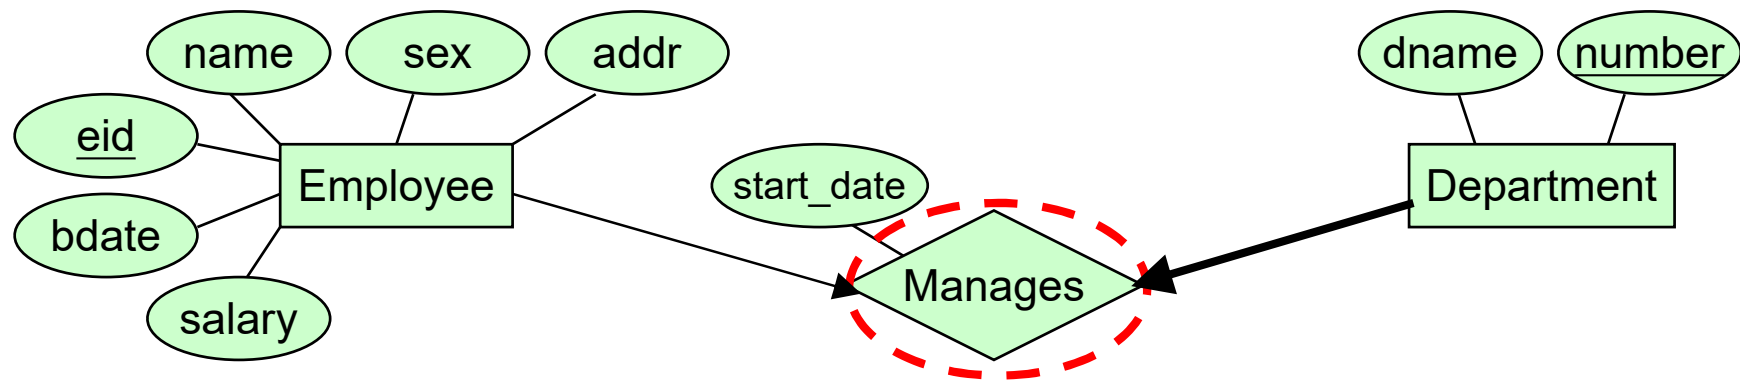 name
sex
addr
dname
number
eid
Employee
start_date
Department
bdate
Manages
salary